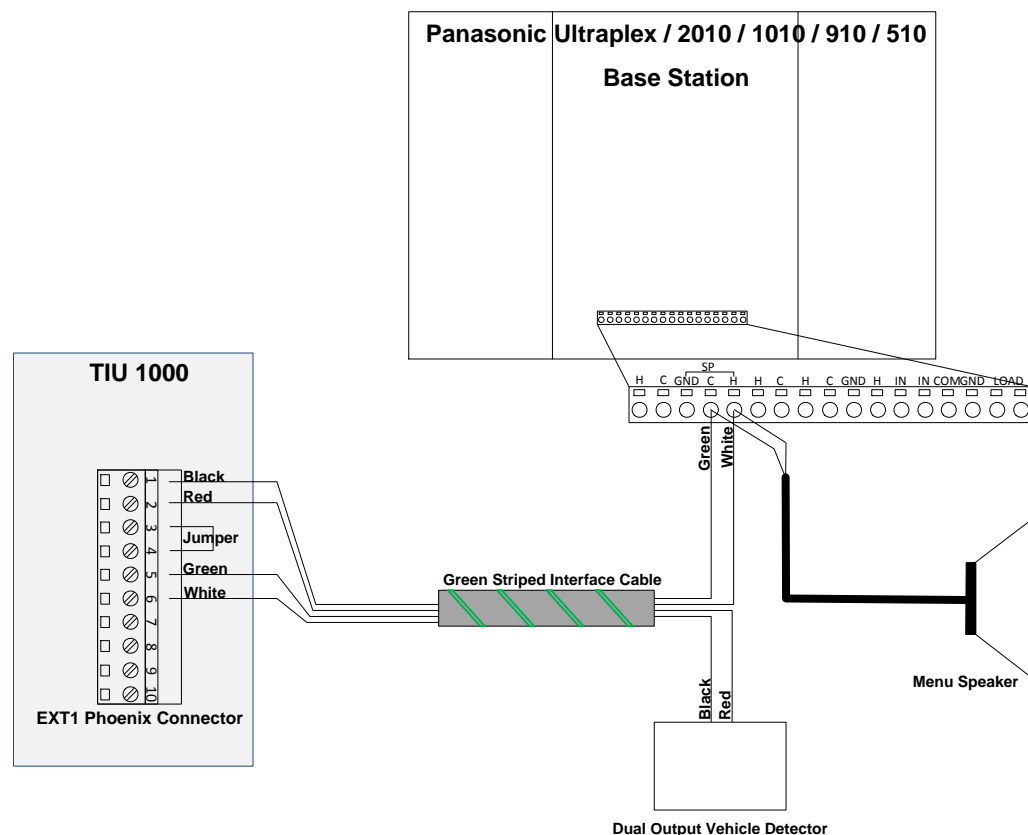 Panasonic Ultraplex / 2010 / 1010 / 910 / 510
Base Station
TIU 1000
SP
H C GND C H H C H C GND H IN IN COM GND LOAD
Green
White
1
Black
2
Red
3
Jumper
4
5
Green
6
White
7
8
9
10
EXT1 Phoenix Connector
Green Striped Interface Cable
Menu Speaker
Black
Red
Dual Output Vehicle Detector